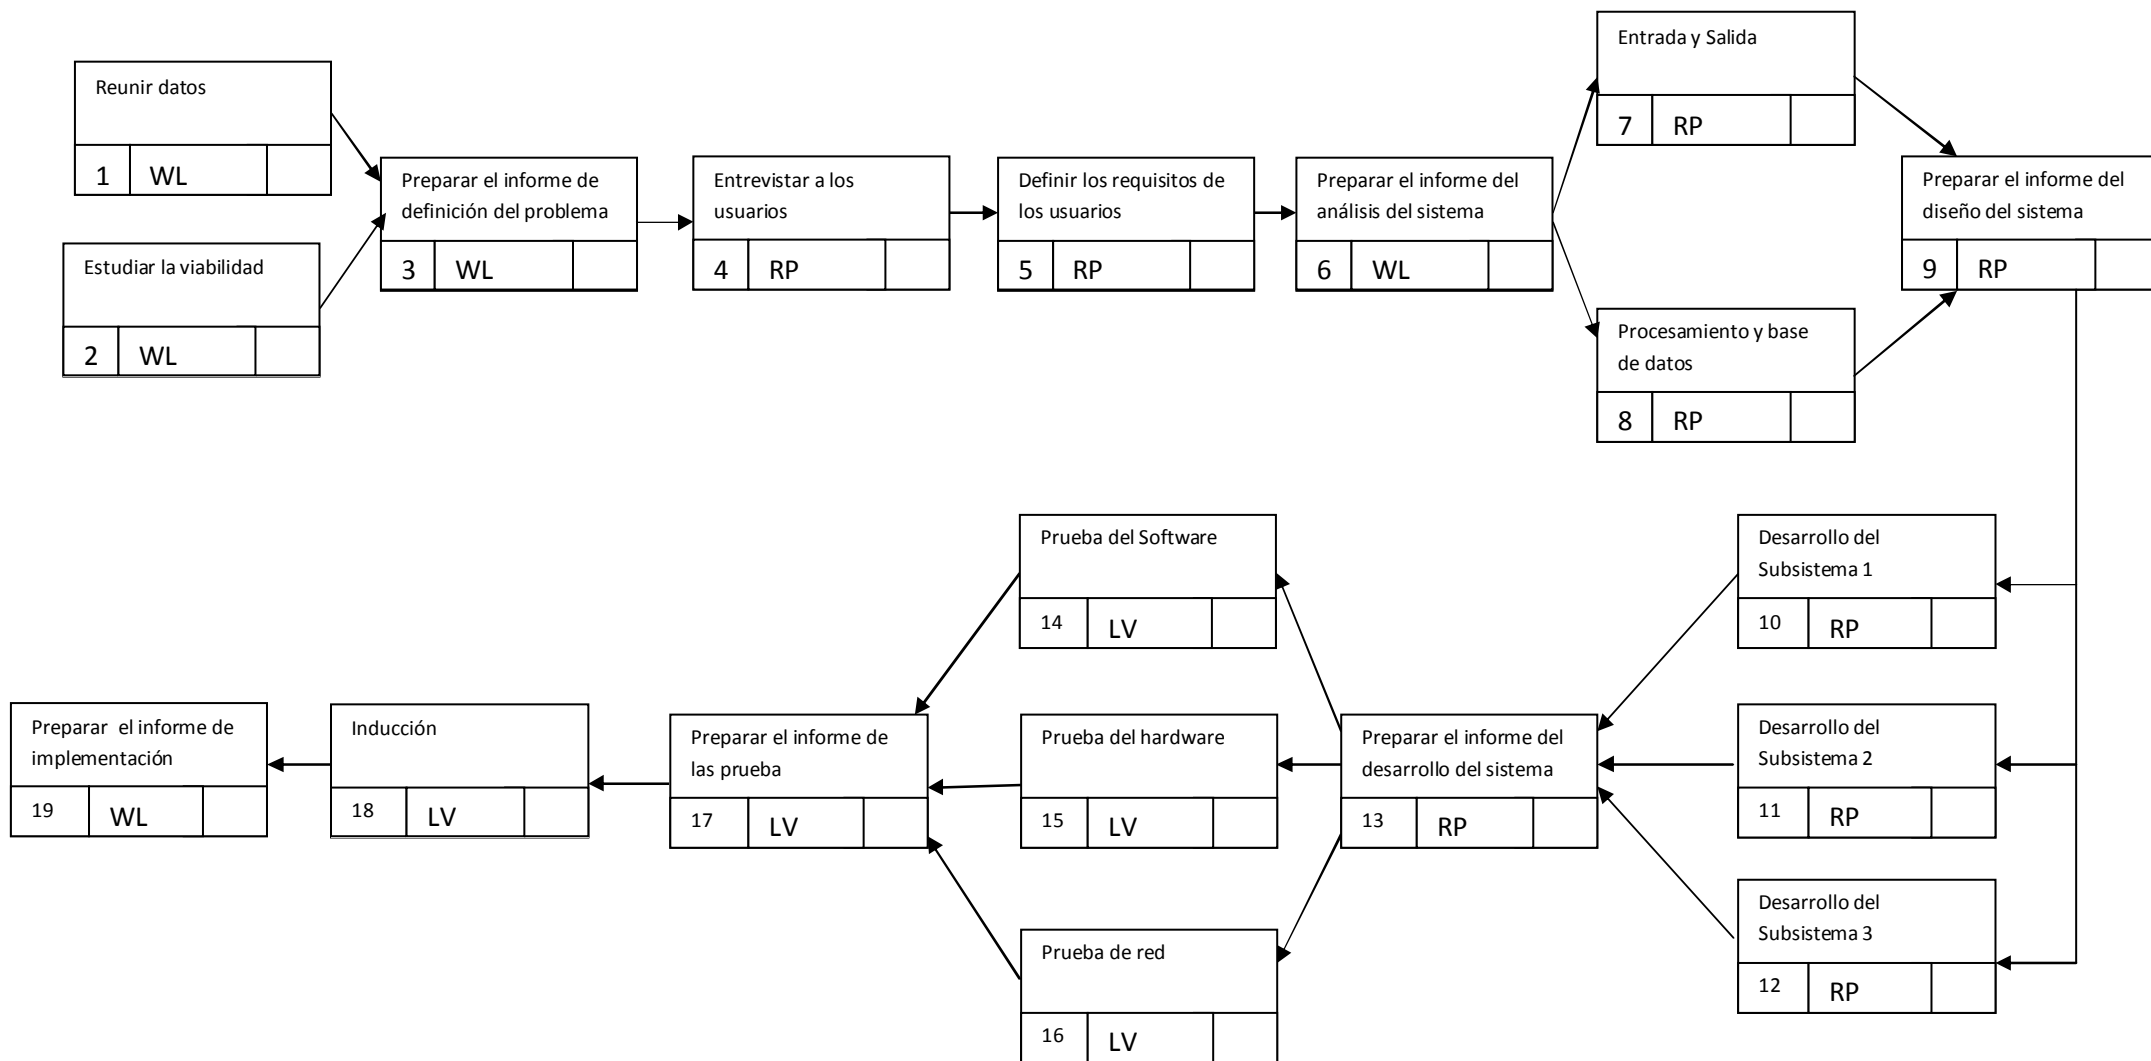 Reunir datos
1 WL
Estudiar la viabilidad
2 WL
Preparar el informe de
definición del problema
3 WL
Entrevistar a los
usuarios
4 RP
Definir los requisitos de
los usuarios
5 RP
Preparar el informe del
análisis del sistema
6 WL
Entrada y Salida
7 RP
Procesamiento y base
de datos
8 RP
Preparar el informe del
diseño del sistema
9 RP
Desarrollo del
Subsistema 1
10 RP
Desarrollo del
Subsistema 2
11 RP
Desarrollo del
Subsistema 3
12 RP
Preparar el informe del
desarrollo del sistema
13 RP
Prueba del Software
14 LV
Prueba del hardware
15 LV
Prueba de red
16 LV
Preparar el informe de
las prueba
17 LV
Inducción
18 LV
Preparar el informe de
implementación
19 WL